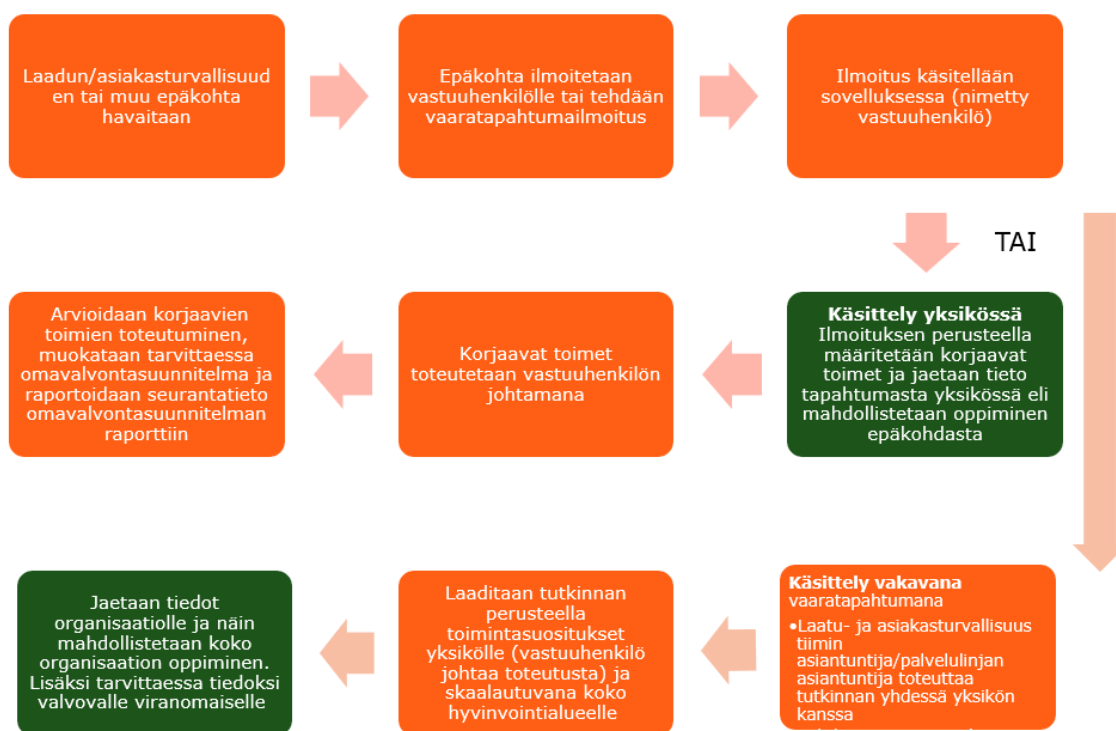 Laadun/asiakasturvallisuud
en tai muu epäkohta
havaitaan
Epäkohta ilmoitetaan
vastuuhenkilölle tai tehdään
vaaratapahtumailmoitus
Ilmoitus käsitellään
sovelluksessa (nimetty
vastuuhenkilö)
TAI
Käsittely yksikössä
Ilmoituksen perusteella
määritetään korjaavat
toimet ja jaetaan tieto
tapahtumasta yksikössä eli
mahdollistetaan oppiminen
epäkohdasta
Korjaavat toimet
toteutetaan vastuuhenkilön
johtamana
Arvioidaan korjaavien
toimien toteutuminen,
muokataan tarvittaessa
omavalvontasuunnitelma ja
raportoidaan seurantatieto
omavalvontasuunnitelman
raporttiin
Käsittely vakavana
vaaratapahtumana
•Laatu- ja asiakasturvallisuus
tiimin
asiantuntija/palvelulinjan
asiantuntija toteuttaa
tutkinnan yhdessä yksikön
kanssa
Laaditaan tutkinnan
perusteella
toimintasuositukset
yksikölle (vastuuhenkilö
johtaa toteutusta) ja
skaalautuvana koko
hyvinvointialueelle
Jaetaan tiedot
organisaatiolle ja näin
mahdollistetaan koko
organisaation oppiminen.
Lisäksi tarvittaessa tiedoksi
valvovalle viranomaiselle